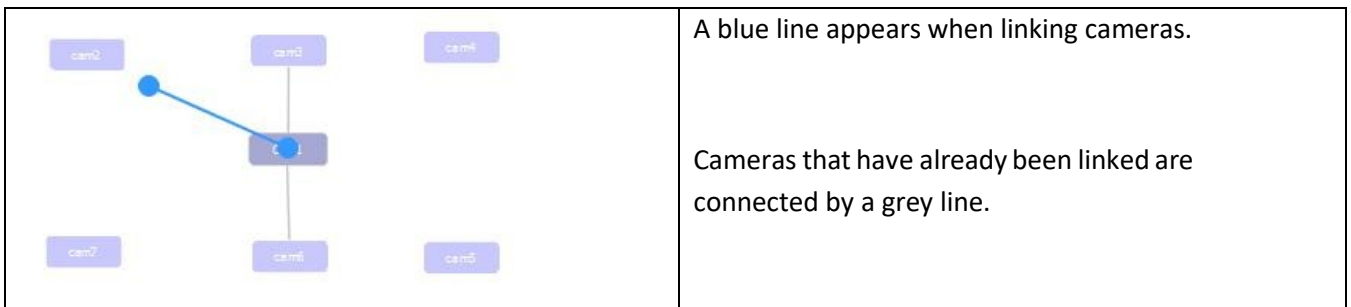 cam2
cam3
cam4
A blue line appears when linking cameras.
Cameras that have already been linked are
connected by a grey line.
cam7
cam6
cam5